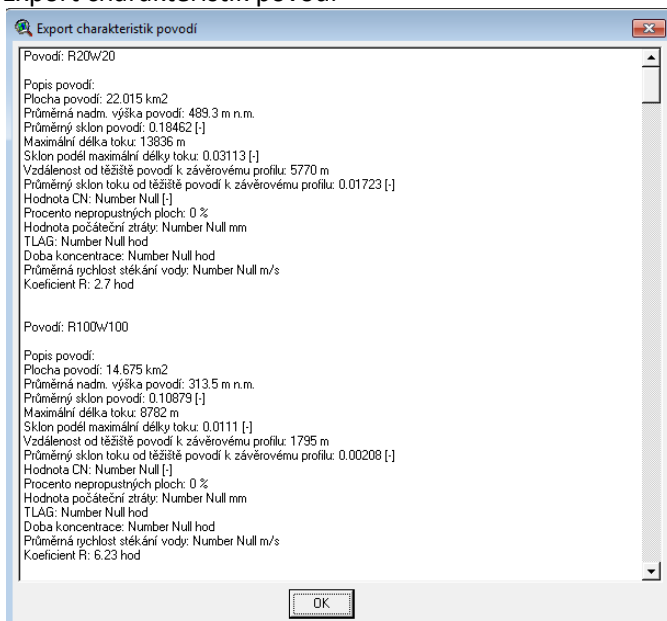 Export charakteristik povodí
Export charakteristik povodí
Povodí: R20W20
Popis povodí:
Plocha povodí: 22.015 km2
Průměrná nadm. výška povodí: 489.3 m n.m.
Průměrný sklon povodí: 0.18462 [-]
Maximální délka toku: 13836 m
Sklon podél maximální délky toku: 0.03113 [-]
Vzdálenost od těžiště povodí k závěrovému profilu: 5770 m
Průměrný sklon toku od těžiště povodí k závěrovému profilu: 0.01723 [-]
Hodnota CN: Number Null [-]
Procento nepropustných ploch: 0 %
Hodnota počáteční ztráty: Number Null mm
TLAG: Number Null hod
Doba koncentrace: Number Null hod
Průměrná rychlost stékání vody: Number Null m/s
Koeficient R: 2.7 hod
Povodí: R100W100
Popis povodí:
Plocha povodí: 14.675 km2
Průměrná nadm. výška povodí: 313.5 m n.m.
Průměrný sklon povodí: 0.10879 [-]
Maximální délka toku: 8782 m
Sklon podél maximální délky toku: 0.0111 [-]
Vzdálenost od těžiště povodí k závěrovému profilu: 1795 m
Průměrný sklon toku od těžiště povodí k závěrovému profilu: 0.00208 [-]
Hodnota CN: Number Null [-]
Procento nepropustných ploch: 0 %
Hodnota počáteční ztráty: Number Null mm
TLAG: Number Null hod
Doba koncentrace: Number Null hod
Průměrná rychlost stékání vody: Number Null m/s
Koeficient R: 6.23 hod
OK